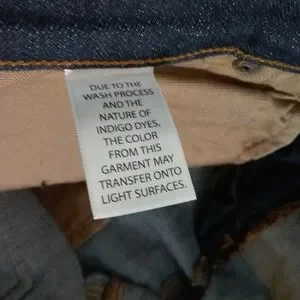 DUE TO THE
WASH PROCESS
AND THE
NATURE OF
INDIGO DYES,
THE COLOR
FROM THIS
GARMENT MAY
TRANSFER ONTO
LIGHT SURFACES.